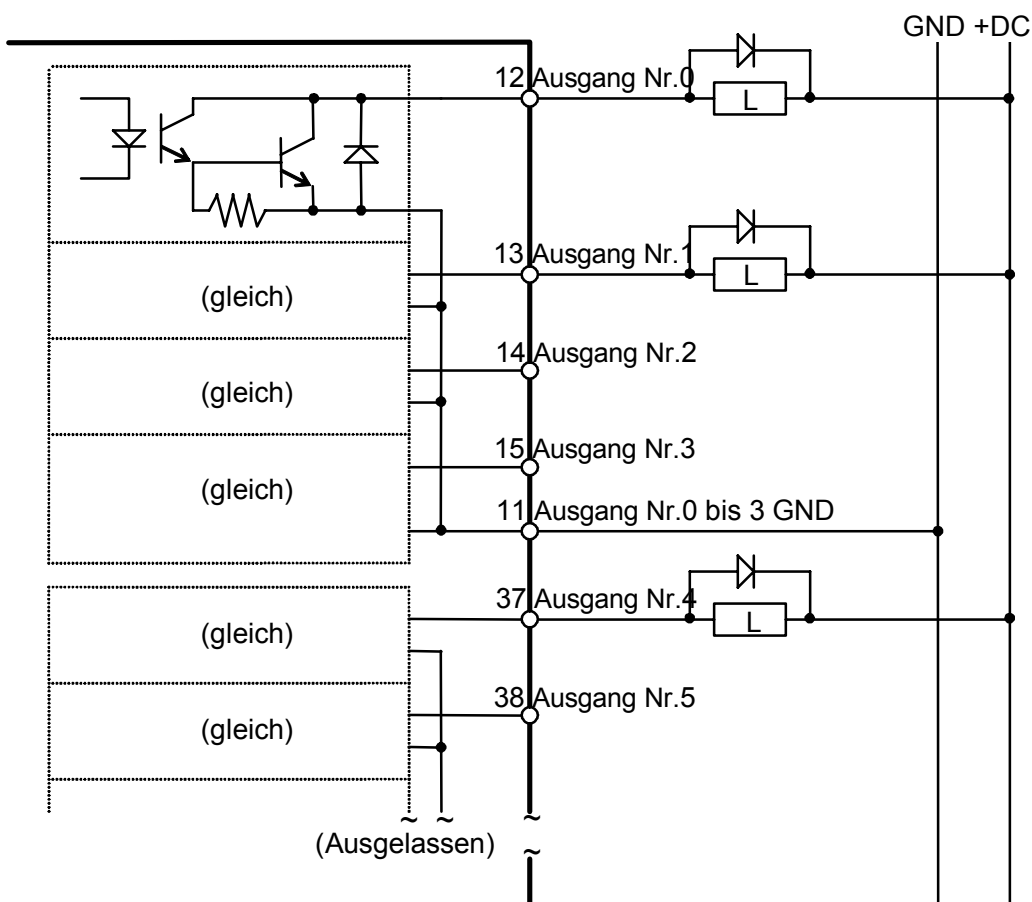 GND +DC
12 Ausgang Nr.0
L
13 Ausgang Nr.1
L
(gleich)
14 Ausgang Nr.2
(gleich)
15 Ausgang Nr.3
(gleich)
11 Ausgang Nr.0 bis 3 GND
37 Ausgang Nr.4
L
(gleich)
38 Ausgang Nr.5
(gleich)
~ ~ ~
(Ausgelassen) ~